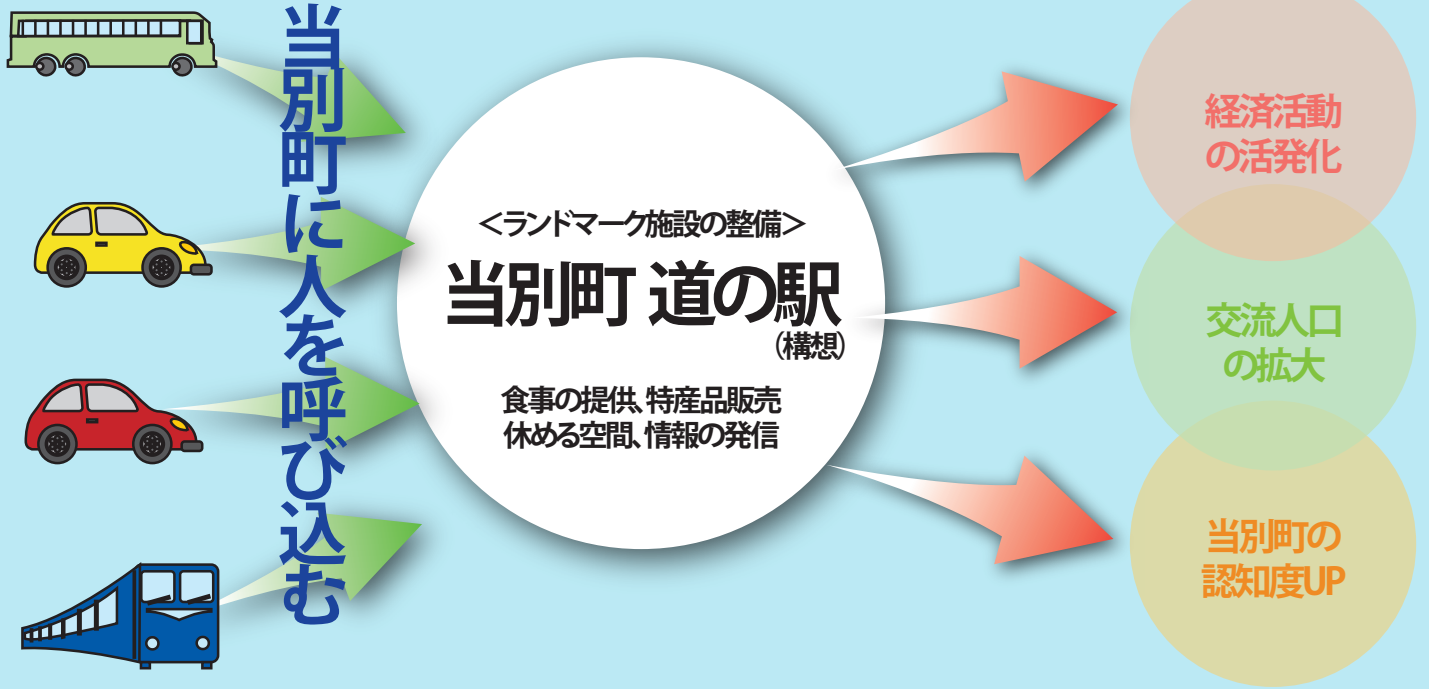 当別町に人を呼び込む
＜ランドマーク施設の整備＞
当別町 道の駅
（構想）
食事の提供、特産品販売
休める空間、情報の発信
経済活動
の活発化
交流人口
の拡大
当別町の
認知度UP